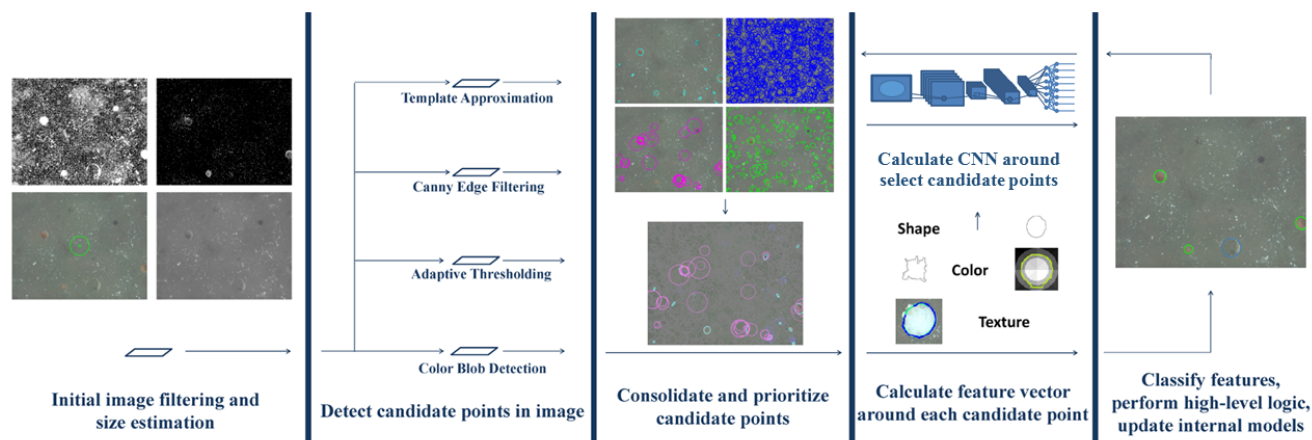 Initial image filtering and
size estimation
Template Approximation
Canny Edge Filtering
Adaptive Thresholding
Color Blob Detection
Detect candidate points in image
Consolidate and prioritize
candidate points
Calculate CNN around
select candidate points
Shape
Color
Texture
Calculate feature vector
around each candidate point
Classify features,
perform high-level logic,
update internal models